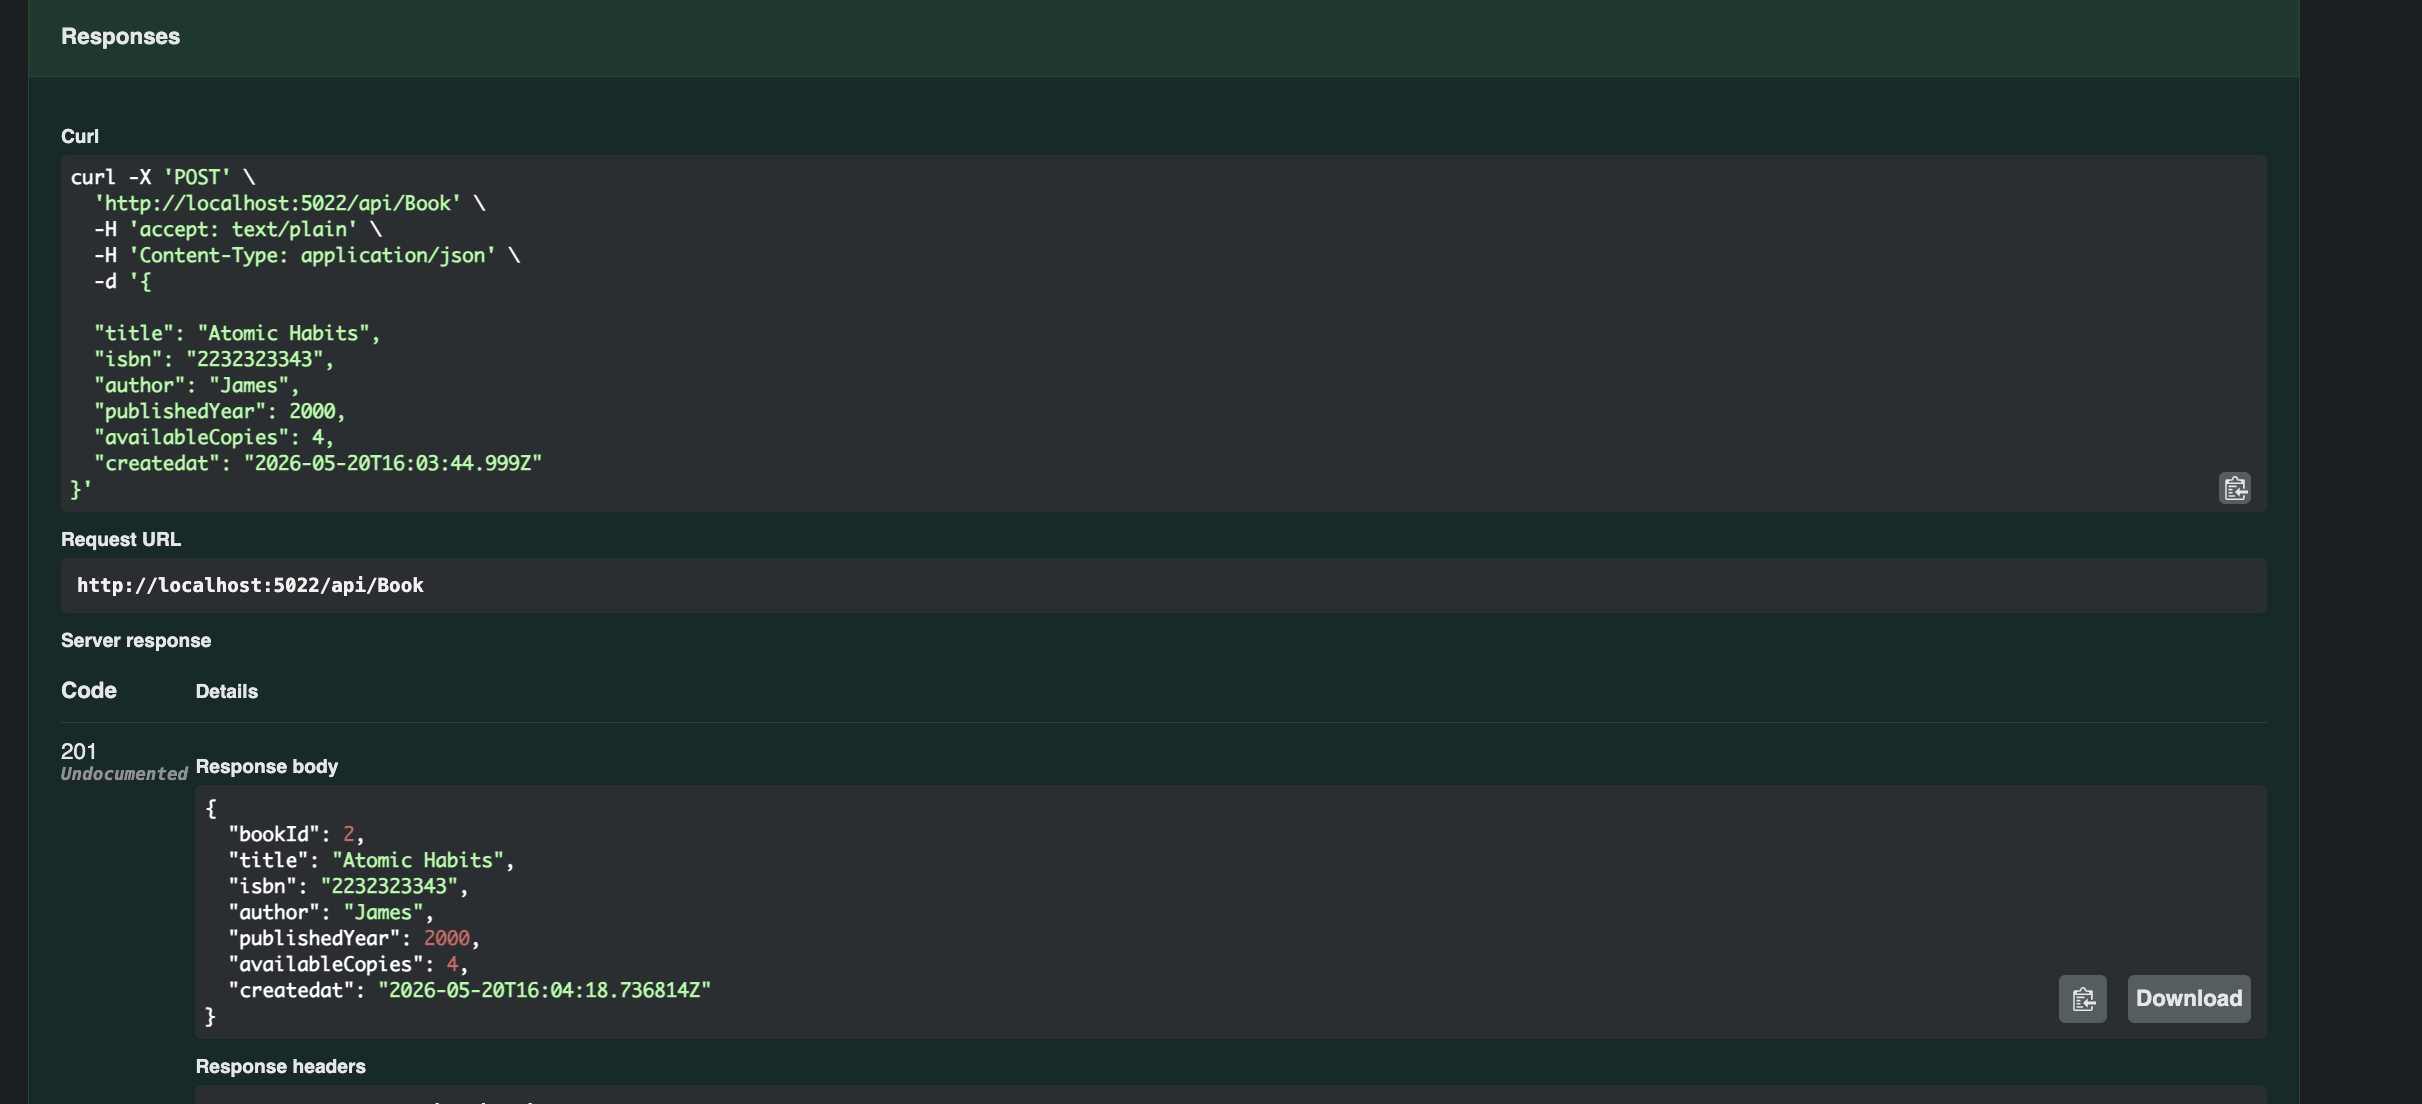 Responses
Curl
curl -X 'POST' \
  'http://localhost:5022/api/Book' \
  -H 'accept: text/plain' \
  -H 'Content-Type: application/json' \
  -d '{

  "title": "Atomic Habits",
  "isbn": "2232323343",
  "author": "James",
  "publishedYear": 2000,
  "availableCopies": 4,
  "createdat": "2026-05-20T16:03:44.999Z"
}'
Request URL
http://localhost:5022/api/Book
Server response
Code Details
201
Undocumented
Response body
{
  "bookId": 2,
  "title": "Atomic Habits",
  "isbn": "2232323343",
  "author": "James",
  "publishedYear": 2000,
  "availableCopies": 4,
  "createdat": "2026-05-20T16:04:18.736814Z"
}
Download
Response headers